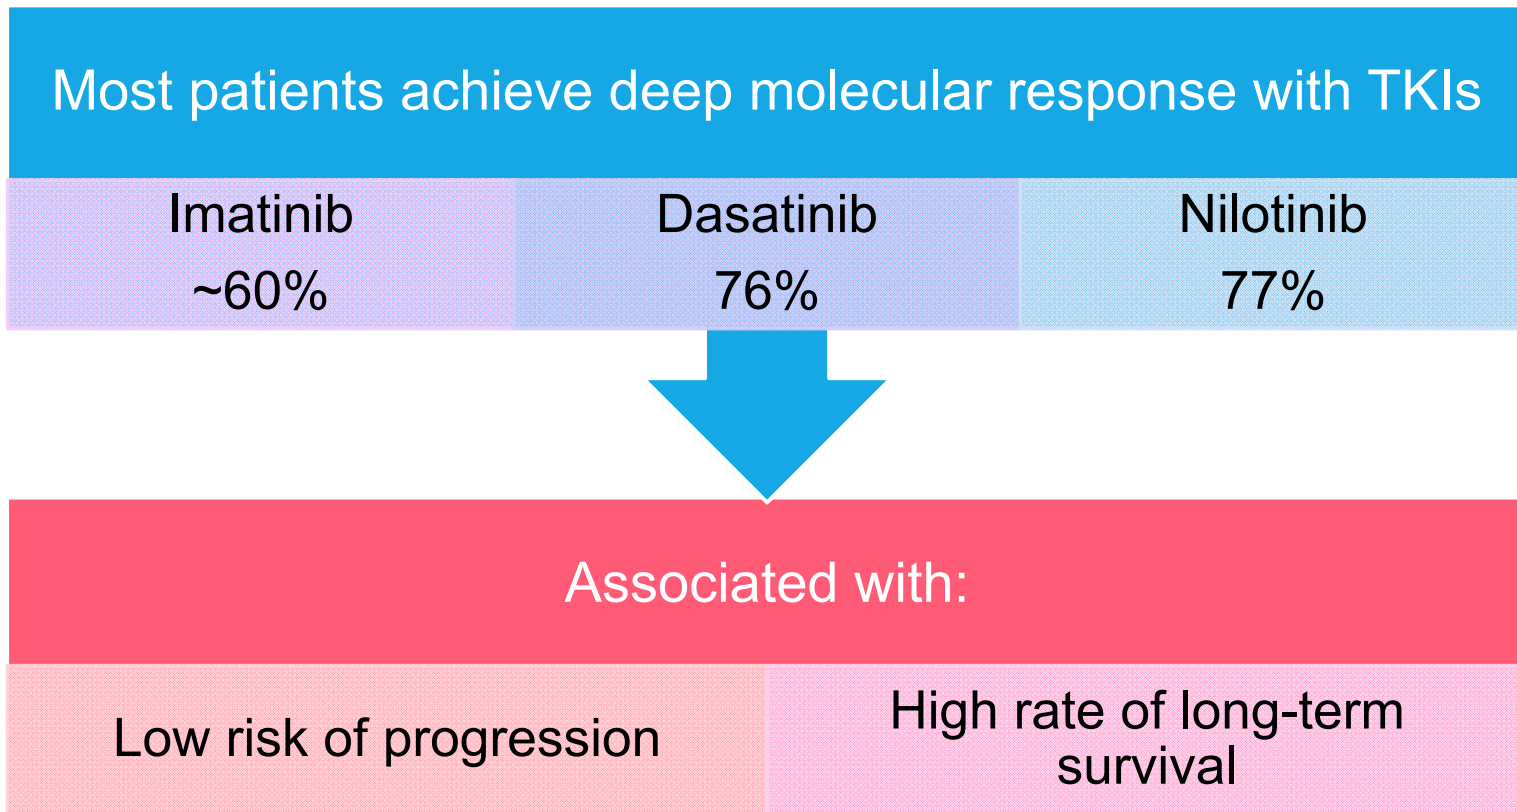 Most patients achieve deep molecular response with TKIs
Imatinib
~60%
Dasatinib
76%
Nilotinib
77%
Associated with:
Low risk of progression
High rate of long-term
survival